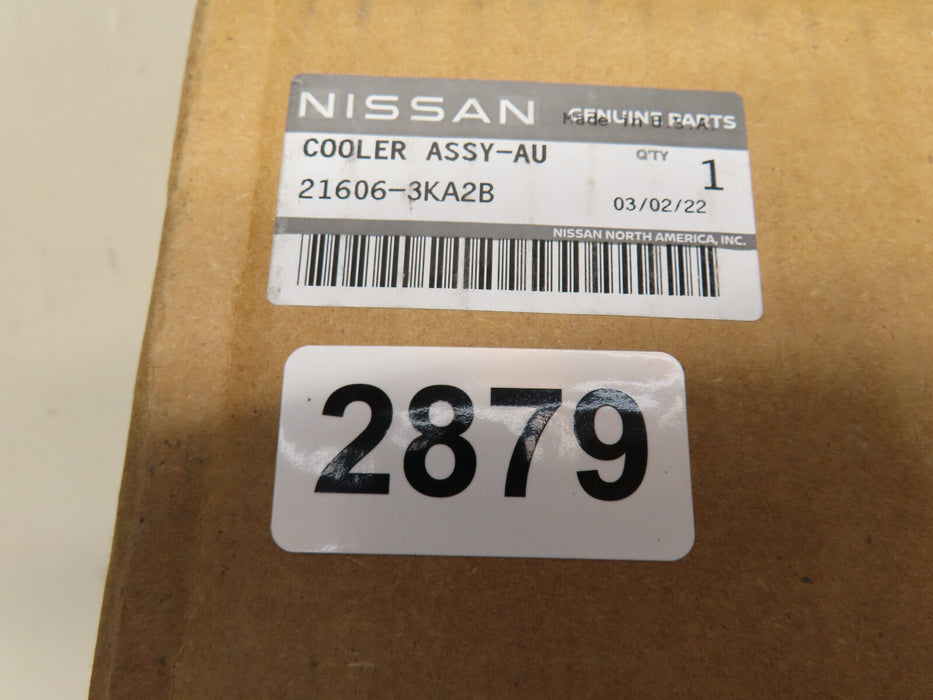 NISSAN GENUINE PARTS
Made in U.S.A.
COOLER ASSY-AU Q'TY 1
21606-3KA2B 03/02/22
NISSAN NORTH AMERICA, INC.
2879